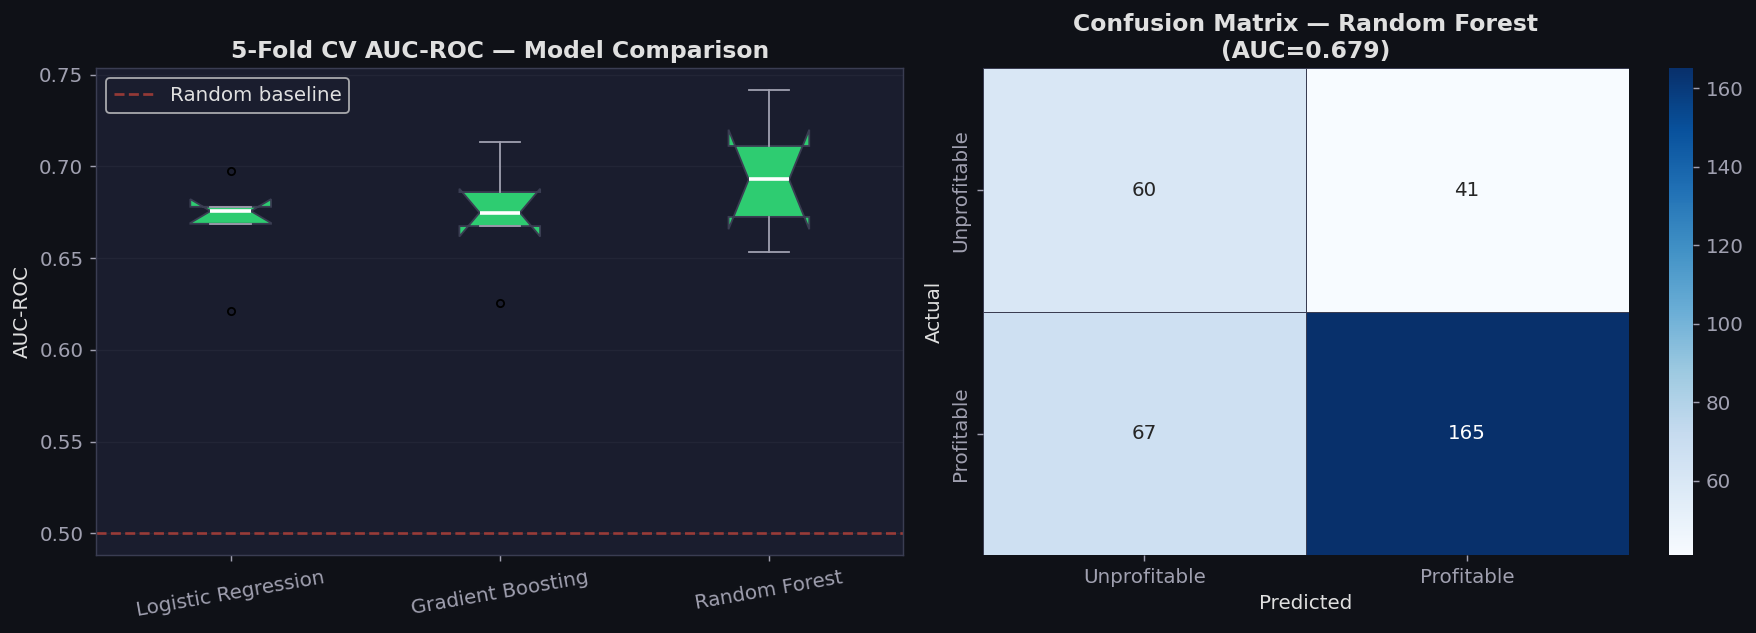 5-Fold CV AUC-ROC — Model Comparison
0.75
0.70
0.65
0.60
0.55
0.50
AUC-ROC
Random baseline
Logistic Regression
Gradient Boosting
Random Forest
Confusion Matrix — Random Forest
(AUC=0.679)
Actual
Unprofitable
Profitable
60
41
67
165
Unprofitable
Profitable
Predicted
160
140
120
100
80
60